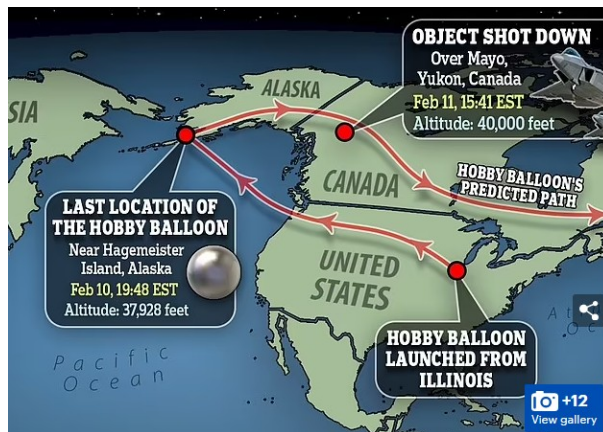 OBJECT SHOT DOWN
Over Mayo,
Yukon, Canada
Feb 11, 15:41 EST
Altitude: 40,000 feet
ALASKA
SIA
CANADA
HOBBY BALLOON'S
PREDICTED PATH
LAST LOCATION OF
THE HOBBY BALLOON
Near Hagemeister
Island, Alaska
Feb 10, 19:48 EST
Altitude: 37,928 feet
UNITED
STATES
HOBBY BALLOON
LAUNCHED FROM
ILLINOIS
Pacific
Ocean
+12
View gallery